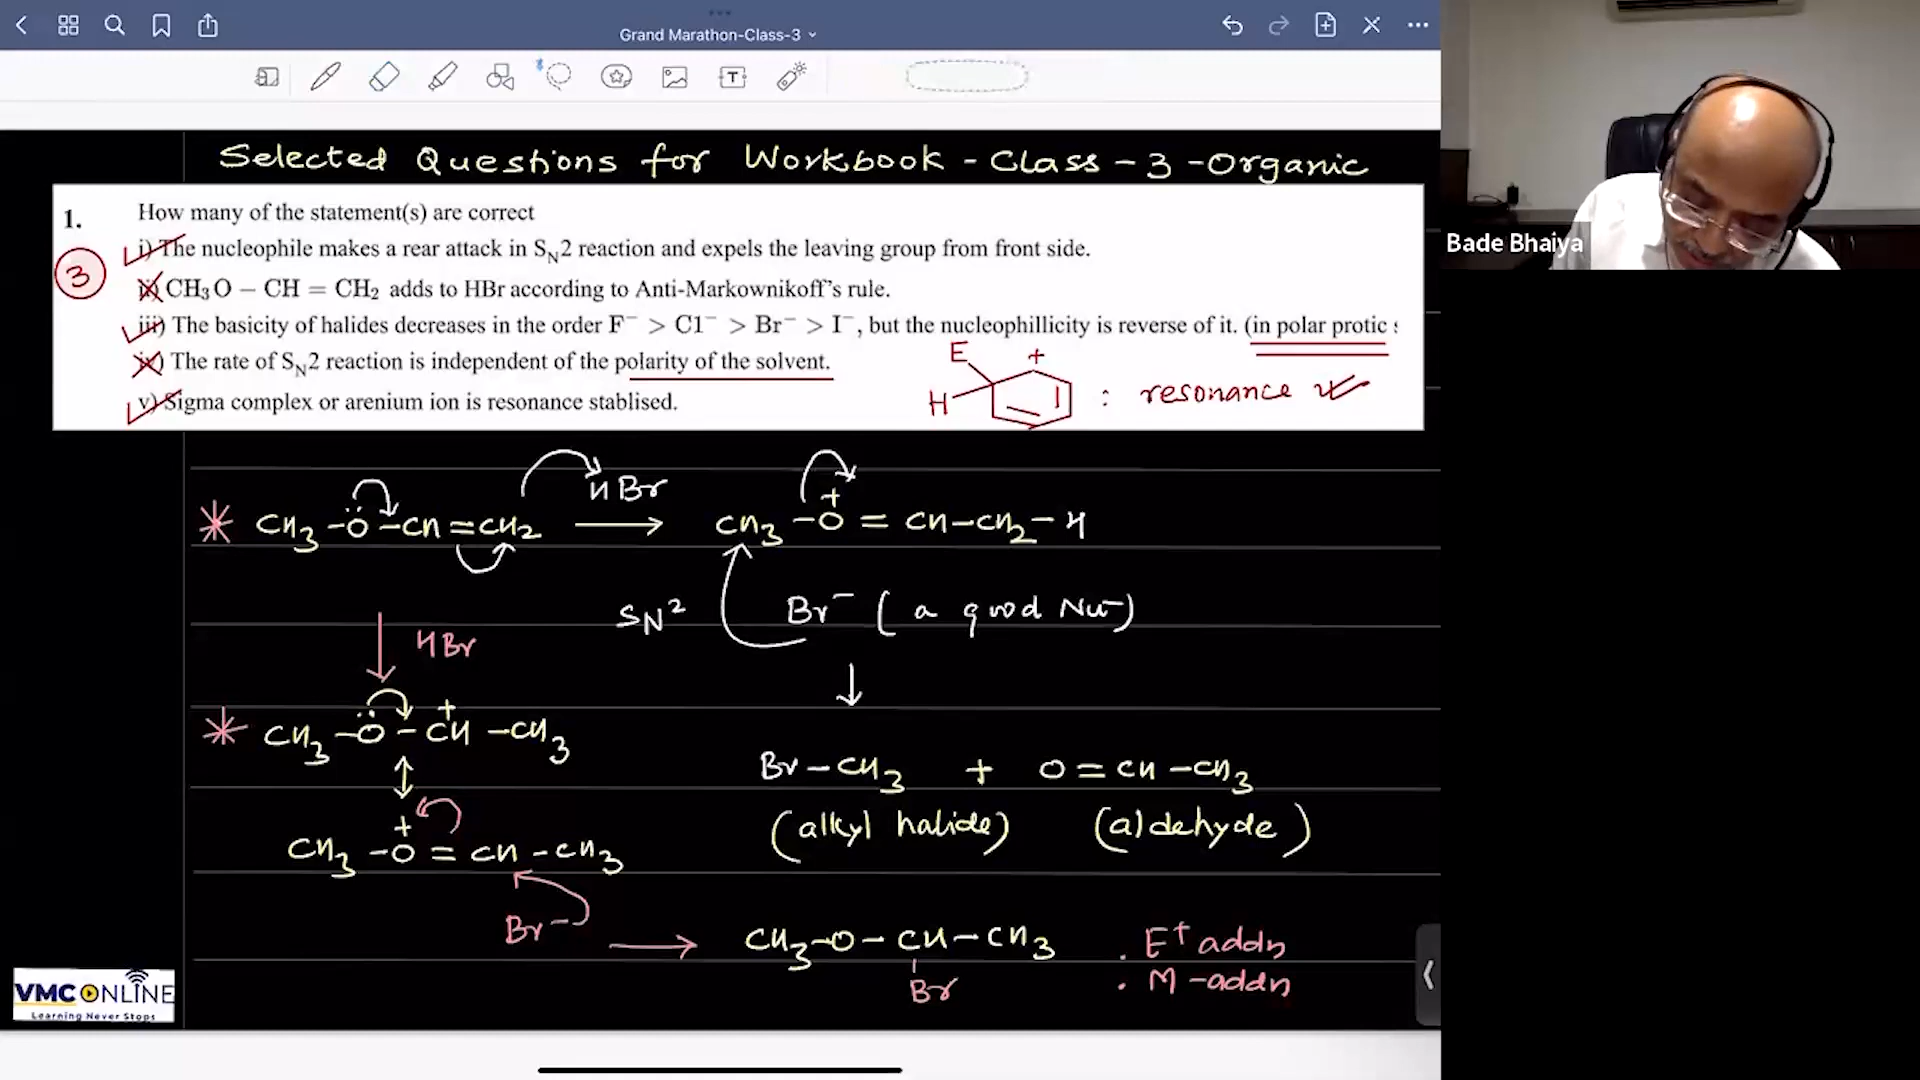 Grand Marathon-Class-3
Selected Questions for Workbook - Class - 3 - Organic
1. How many of the statement(s) are correct
3
i) The nucleophile makes a rear attack in SN2 reaction and expels the leaving group from front side.
ii) CH3O – CH = CH2 adds to HBr according to Anti-Markownikoff's rule.
iii) The basicity of halides decreases in the order F⁻ > C1⁻ > Br⁻ > I⁻, but the nucleophillicity is reverse of it. (in polar protic s
iv) The rate of SN2 reaction is independent of the polarity of the solvent.
v) Sigma complex or arenium ion is resonance stablised.
E
+
H
: resonance
CH3 -Ö-CH=CH2 HBr → CH3 -O⁺= CH-CH2-H
SN2 Br⁻ (a good Nu⁻)
HBr
CH3 -Ö- CH⁺ -CH3
Br-CH3 + O=CH-CH3
(alkyl halide) (aldehyde)
CH3 -O⁺ = CH -CH3
Br⁻ → CH3-O-CH-CH3
Br
. E⁺ addn
. M-addn
Bade Bhaiya
VMC ONLINE
Learning Never Stops